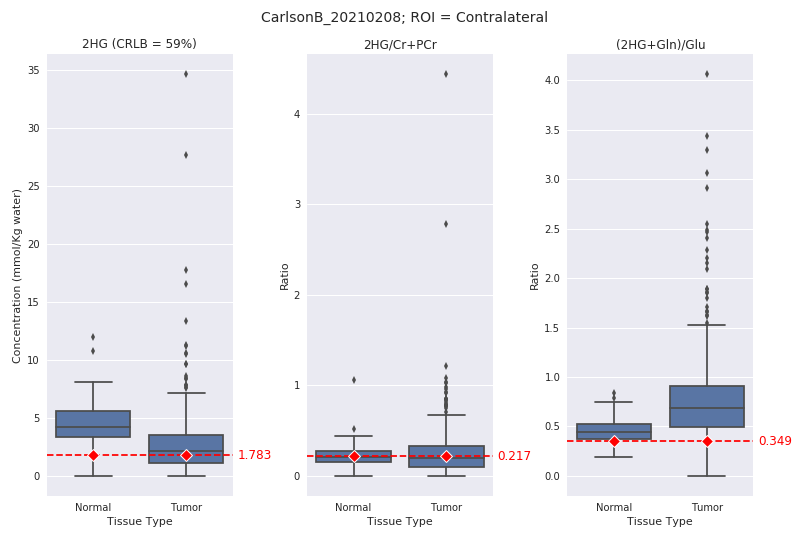 CarlsonB_20210208; ROI = Contralateral
2HG (CRLB = 59%)
Concentration (mmol/Kg water)
35
30
25
20
15
10
5
0
1.783
Normal
Tumor
Tissue Type
2HG/Cr+PCr
Ratio
4
3
2
1
0
0.217
Normal
Tumor
Tissue Type
(2HG+Gln)/Glu
Ratio
4.0
3.5
3.0
2.5
2.0
1.5
1.0
0.5
0.0
0.349
Normal
Tumor
Tissue Type